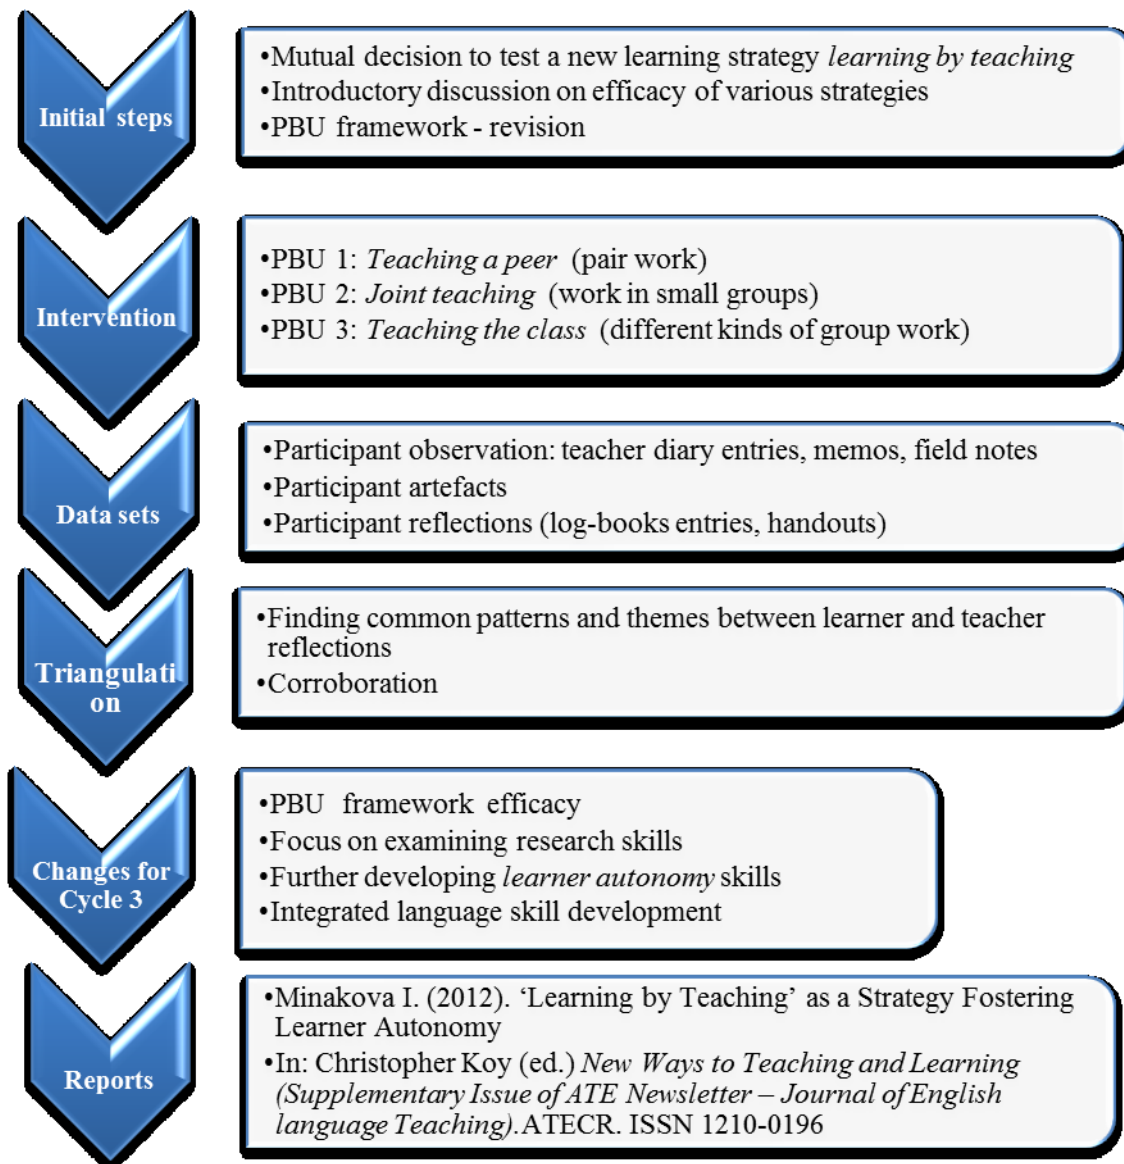 Initial steps
•Mutual decision to test a new learning strategy learning by teaching
•Introductory discussion on efficacy of various strategies
•PBU framework - revision
Intervention
•PBU 1: Teaching a peer (pair work)
•PBU 2: Joint teaching (work in small groups)
•PBU 3: Teaching the class (different kinds of group work)
Data sets
•Participant observation: teacher diary entries, memos, field notes
•Participant artefacts
•Participant reflections (log-books entries, handouts)
Triangulati
on
•Finding common patterns and themes between learner and teacher
reflections
•Corroboration
Changes for
Cycle 3
•PBU framework efficacy
•Focus on examining research skills
•Further developing learner autonomy skills
•Integrated language skill development
Reports
•Minakova I. (2012). ‘Learning by Teaching’ as a Strategy Fostering
Learner Autonomy
•In: Christopher Koy (ed.) New Ways to Teaching and Learning
(Supplementary Issue of ATE Newsletter – Journal of English
language Teaching). ATECR. ISSN 1210-0196